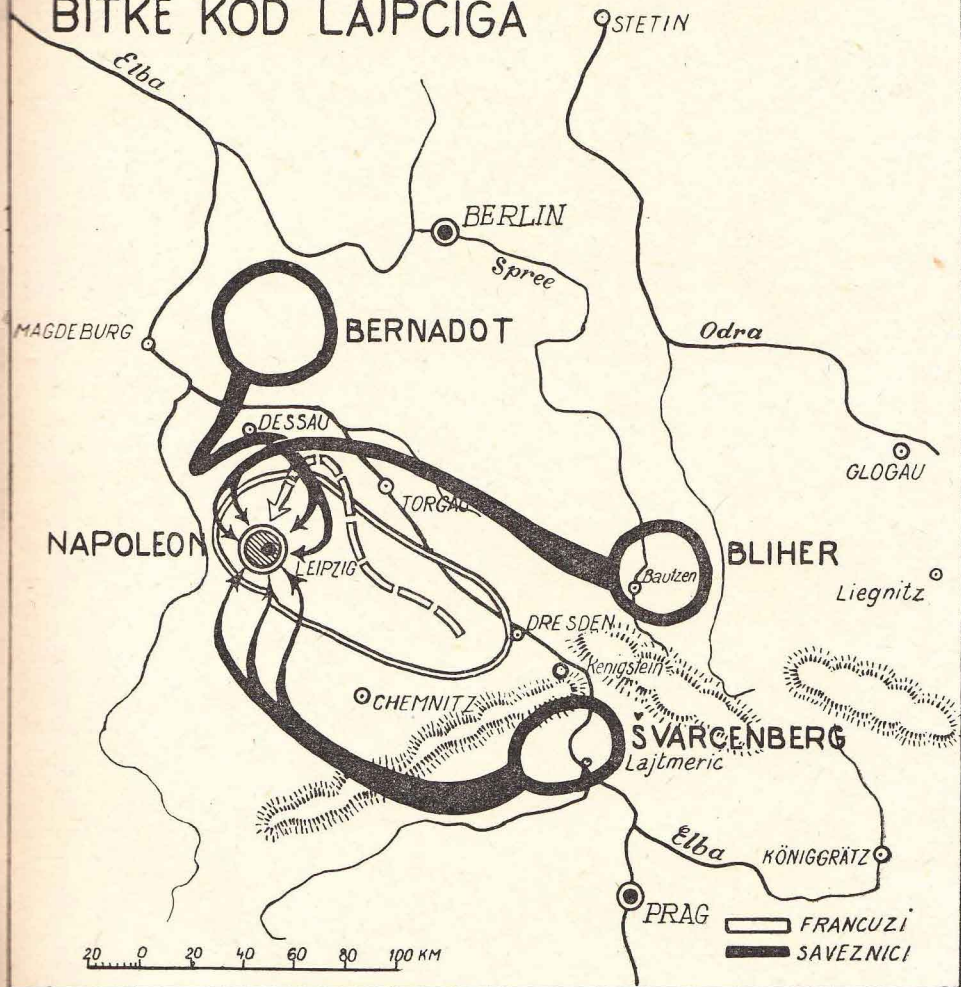 BITKE KOD LAJPCIGA
STETIN
Elba
BERLIN
Spree
MAGDEBURG
BERNADOT
Odra
DESSAU
GLOGAU
TORGAU
NAPOLEON
LEIPZIG
BLIHER
Bautzen
Liegnitz
DRESDEN
Kenigstein
CHEMNITZ
ŠVARCENBERG
Lajtmeric
Elba
KÖNIGGRÄTZ
PRAG
FRANCUZI
SAVEZNICI
20 0 20 40 60 80 100 KM